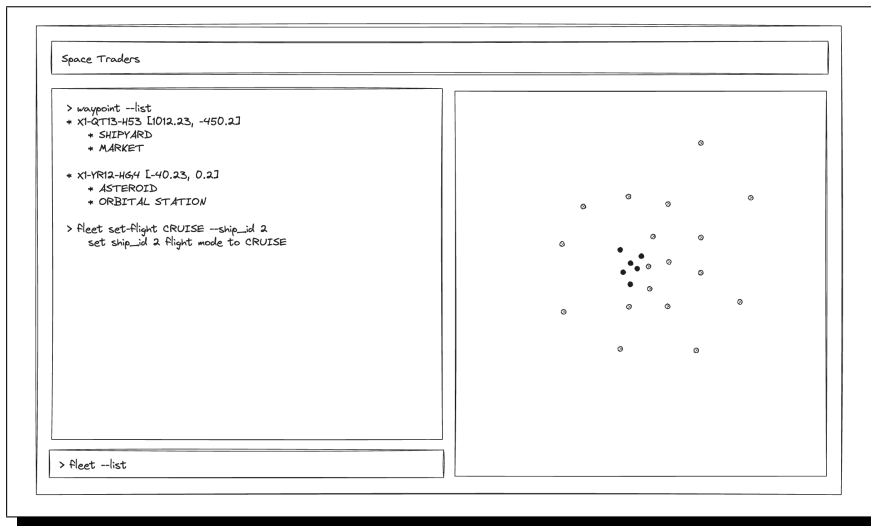 Space Traders
> waypoint --list
* X1-QT13-H53 [1012.23, -450.2]
* SHIPYARD
* MARKET
* X1-YR12-HG4 [-40.23, 0.2]
* ASTEROID
* ORBITAL STATION
> fleet set-flight CRUISE --ship_id 2
set ship_id 2 flight mode to CRUISE
> fleet --list